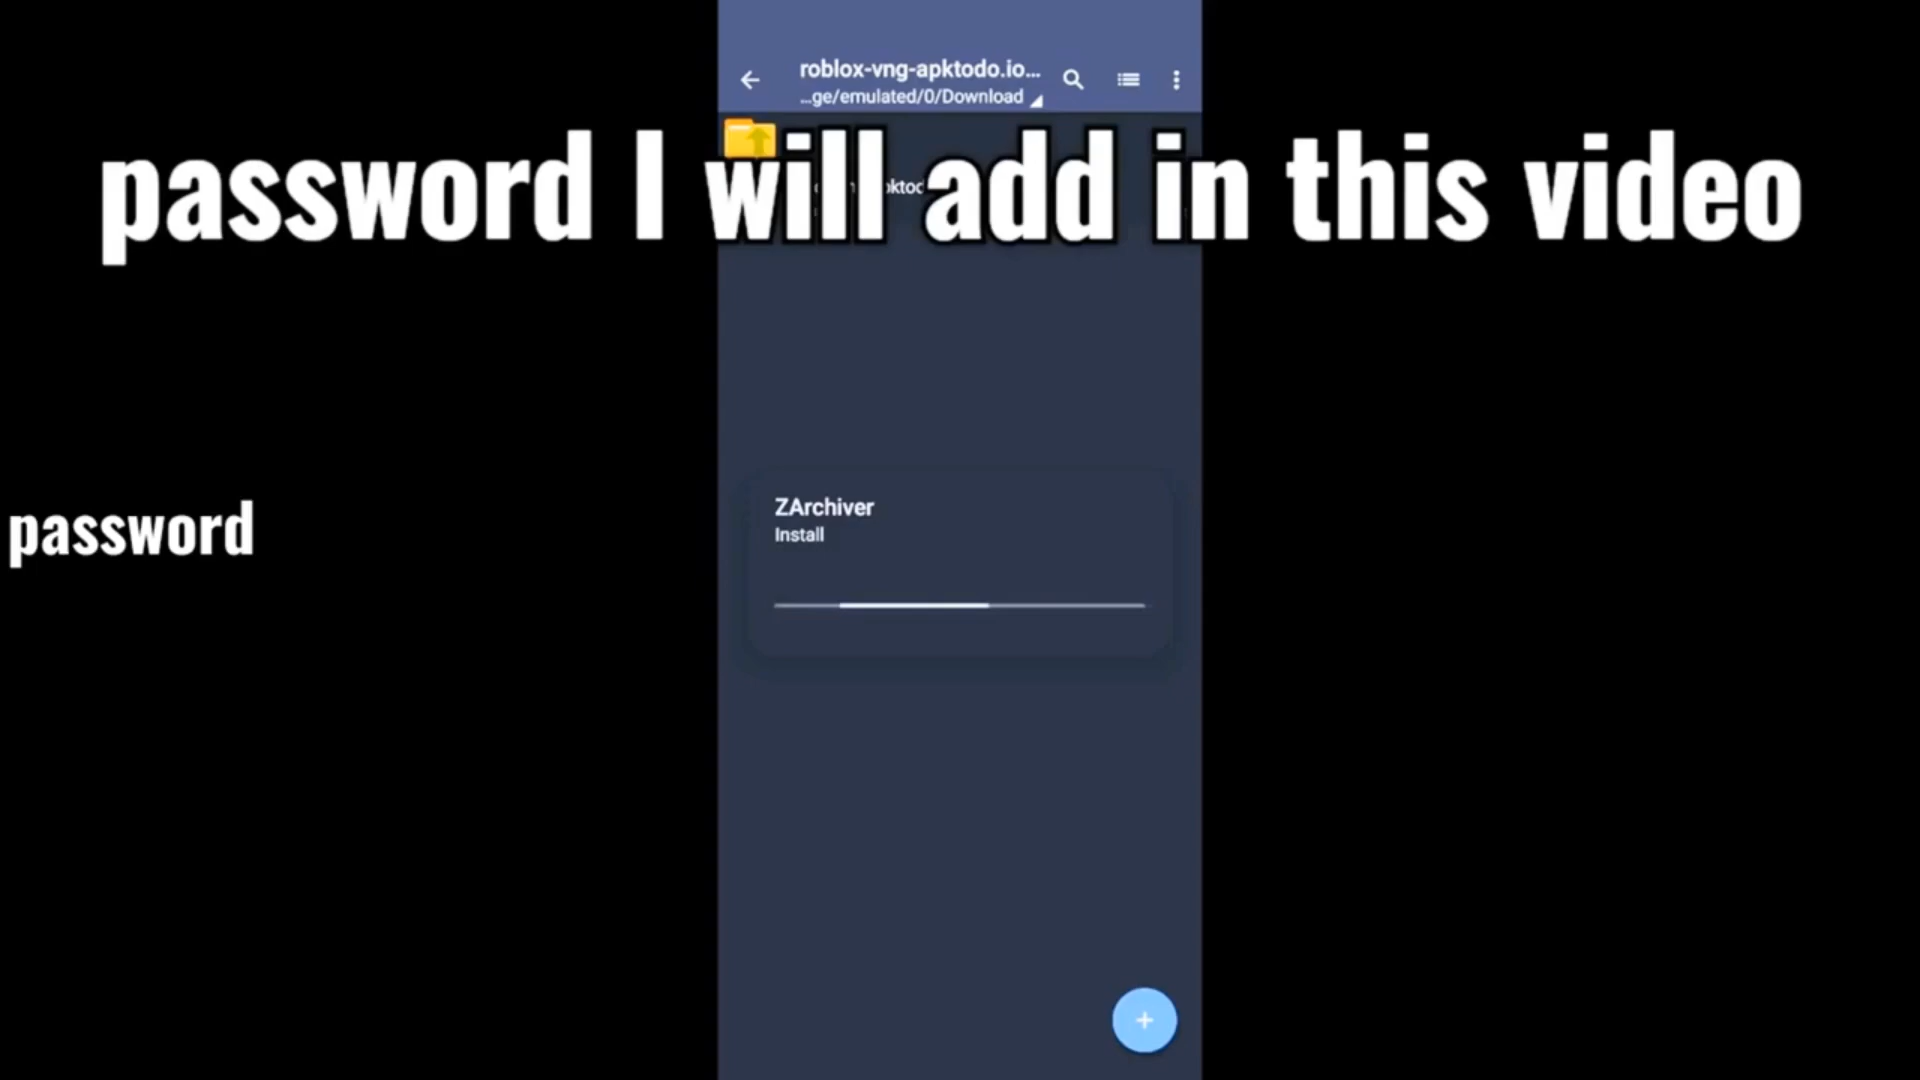 roblox-vng-apktodo.io...
...ge/emulated/0/Download
password I will add in this video
ZArchiver
Install
password